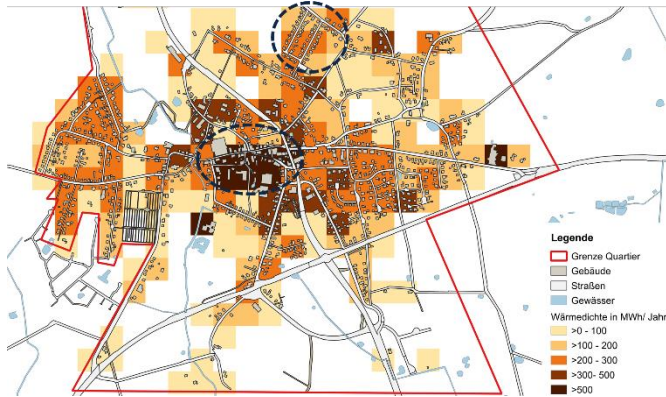 Legende
Grenze Quartier
Gebäude
Straßen
Gewässer
Wärmedichte in MWh/ Jahr
>0 - 100
>100 - 200
>200 - 300
>300- 500
>500